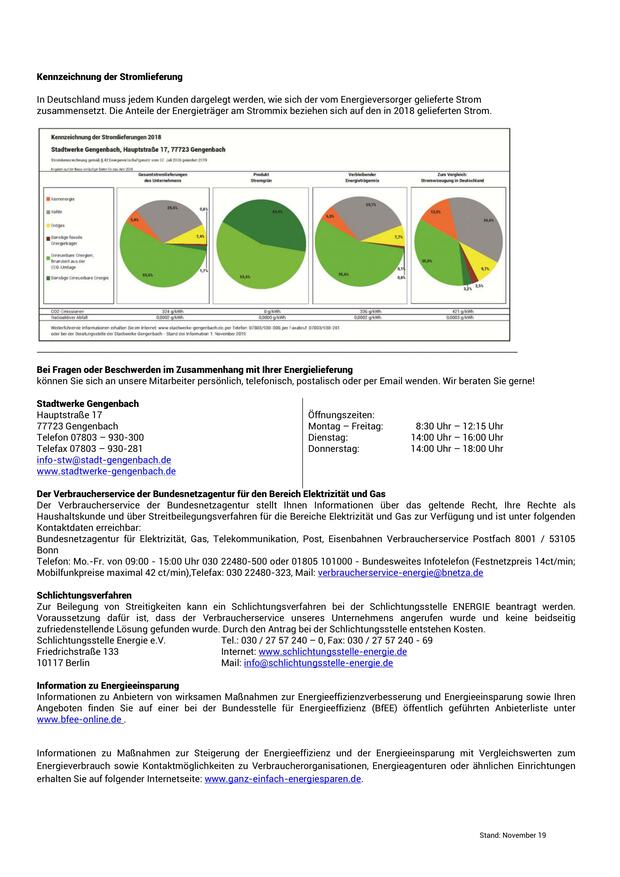 Kennzeichnung der Stromlieferung
In Deutschland muss jedem Kunden dargelegt werden, wie sich der vom Energieversorger gelieferte Strom
zusammensetzt. Die Anteile der Energieträger am Strommix beziehen sich auf den in 2018 gelieferten Strom.
Kennzeichnung der Stromlieferungen 2018
Stadtwerke Gengenbach, Hauptstraße 17, 77723 Gengenbach
Gesamtstromlieferungen
des Unternehmens
Produkt
Stromgrün
Verbleibender
Energieträgermix
Zum Vergleich:
Stromerzeugung in Deutschland
Kernenergie
Kohle
Erdgas
Sonstige fossile
Energieträger
Erneuerbare Energien,
finanziert aus der
EEG-Umlage
Sonstige Erneuerbare Energie
CO2-Emissionen 334 g/kWh 0 g/kWh 336 g/kWh 421 g/kWh
Radioaktiver Abfall 0,0002 g/kWh 0,0000 g/kWh 0,0002 g/kWh 0,0003 g/kWh
Bei Fragen oder Beschwerden im Zusammenhang mit Ihrer Energielieferung
können Sie sich an unsere Mitarbeiter persönlich, telefonisch, postalisch oder per Email wenden. Wir beraten Sie gerne!
Stadtwerke Gengenbach
Hauptstraße 17
77723 Gengenbach
Telefon 07803 – 930-300
Telefax 07803 – 930-281
info-stw@stadt-gengenbach.de
www.stadtwerke-gengenbach.de
Öffnungszeiten:
Montag – Freitag: 8:30 Uhr – 12:15 Uhr
Dienstag: 14:00 Uhr – 16:00 Uhr
Donnerstag: 14:00 Uhr – 18:00 Uhr
Der Verbraucherservice der Bundesnetzagentur für den Bereich Elektrizität und Gas
Der Verbraucherservice der Bundesnetzagentur stellt Ihnen Informationen über das geltende Recht, Ihre Rechte als
Haushaltskunde und über Streitbeilegungsverfahren für die Bereiche Elektrizität und Gas zur Verfügung und ist unter folgenden
Kontaktdaten erreichbar:
Bundesnetzagentur für Elektrizität, Gas, Telekommunikation, Post, Eisenbahnen Verbraucherservice Postfach 8001 / 53105
Bonn
Telefon: Mo.-Fr. von 09:00 - 15:00 Uhr 030 22480-500 oder 01805 101000 - Bundesweites Infotelefon (Festnetzpreis 14ct/min;
Mobilfunkpreise maximal 42 ct/min),Telefax: 030 22480-323, Mail: verbraucherservice-energie@bnetza.de
Schlichtungsverfahren
Zur Beilegung von Streitigkeiten kann ein Schlichtungsverfahren bei der Schlichtungsstelle ENERGIE beantragt werden.
Voraussetzung dafür ist, dass der Verbraucherservice unseres Unternehmens angerufen wurde und keine beidseitig
zufriedenstellende Lösung gefunden wurde. Durch den Antrag bei der Schlichtungsstelle entstehen Kosten.
Schlichtungsstelle Energie e.V. Tel.: 030 / 27 57 240 – 0, Fax: 030 / 27 57 240 - 69
Friedrichstraße 133 Internet: www.schlichtungsstelle-energie.de
10117 Berlin Mail: info@schlichtungsstelle-energie.de
Information zu Energieeinsparung
Informationen zu Anbietern von wirksamen Maßnahmen zur Energieeffizienzverbesserung und Energieeinsparung sowie Ihren
Angeboten finden Sie auf einer bei der Bundesstelle für Energieeffizienz (BfEE) öffentlich geführten Anbieterliste unter
www.bfee-online.de .
Informationen zu Maßnahmen zur Steigerung der Energieeffizienz und der Energieeinsparung mit Vergleichswerten zum
Energieverbrauch sowie Kontaktmöglichkeiten zu Verbraucherorganisationen, Energieagenturen oder ähnlichen Einrichtungen
erhalten Sie auf folgender Internetseite: www.ganz-einfach-energiesparen.de.
Stand: November 19